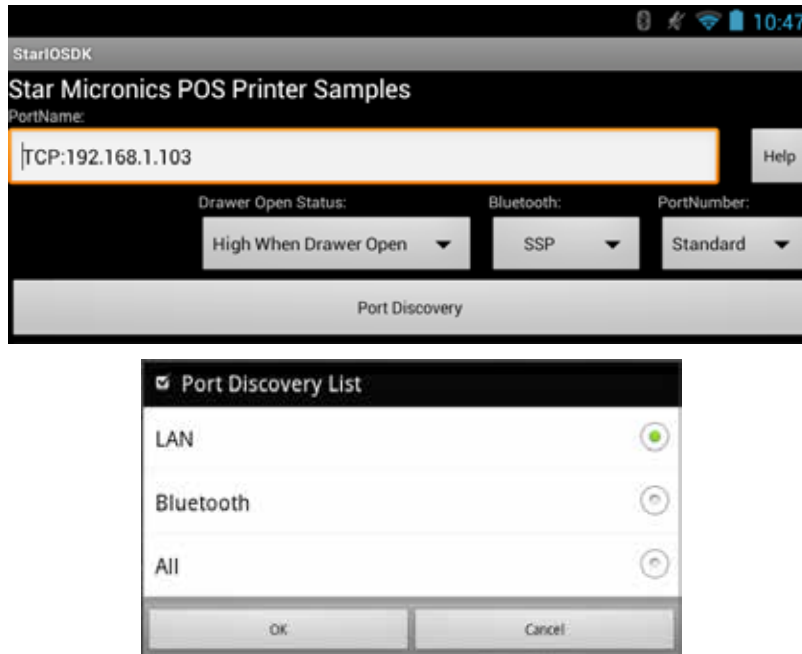 10:47
StarIOSDK
Star Micronics POS Printer Samples
PortName:
TCP:192.168.1.103
Help
Drawer Open Status: Bluetooth: PortNumber:
High When Drawer Open SSP Standard
Port Discovery
Port Discovery List
LAN
Bluetooth
All
OK Cancel